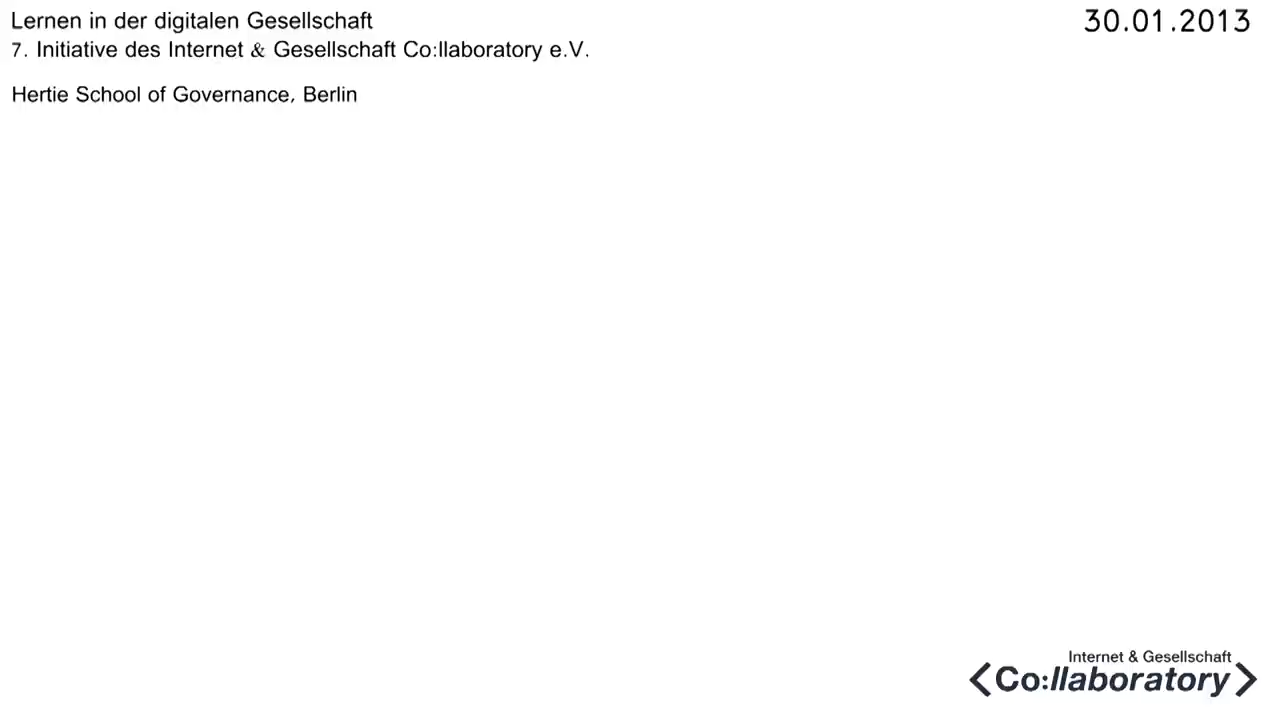 Lernen in der digitalen Gesellschaft
30.01.2013
7. Initiative des Internet & Gesellschaft Co:llaboratory e.V.
Hertie School of Governance, Berlin
Internet & Gesellschaft
<Co:llaboratory>